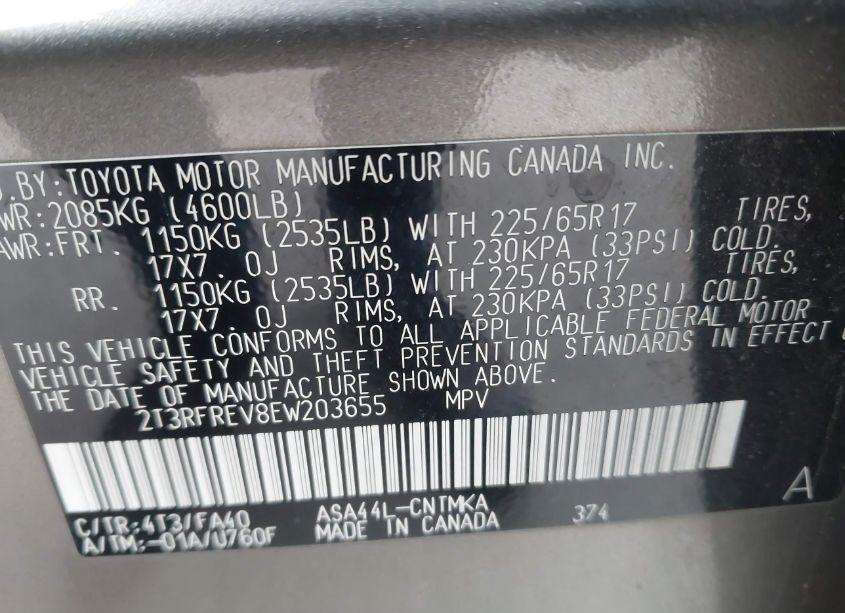 BY:TOYOTA MOTOR MANUFACTURING CANADA INC.
WR:2085KG (4600LB)
AWR:FRT. 1150KG (2535LB) WITH 225/65R17 TIRES,
17X7.0J RIMS, AT 230KPA (33PSI) COLD.
RR. 1150KG (2535LB) WITH 225/65R17 TIRES,
17X7.0J RIMS, AT 230KPA (33PSI) COLD.
THIS VEHICLE CONFORMS TO ALL APPLICABLE FEDERAL MOTOR
VEHICLE SAFETY AND THEFT PREVENTION STANDARDS IN EFFECT
THE DATE OF MANUFACTURE SHOWN ABOVE.
2T3RFREV8EW203655 MPV
C/TR:4T3/FA40 ASA44L-CNTMKA 374 A
A/TM:-01A/U760F MADE IN CANADA